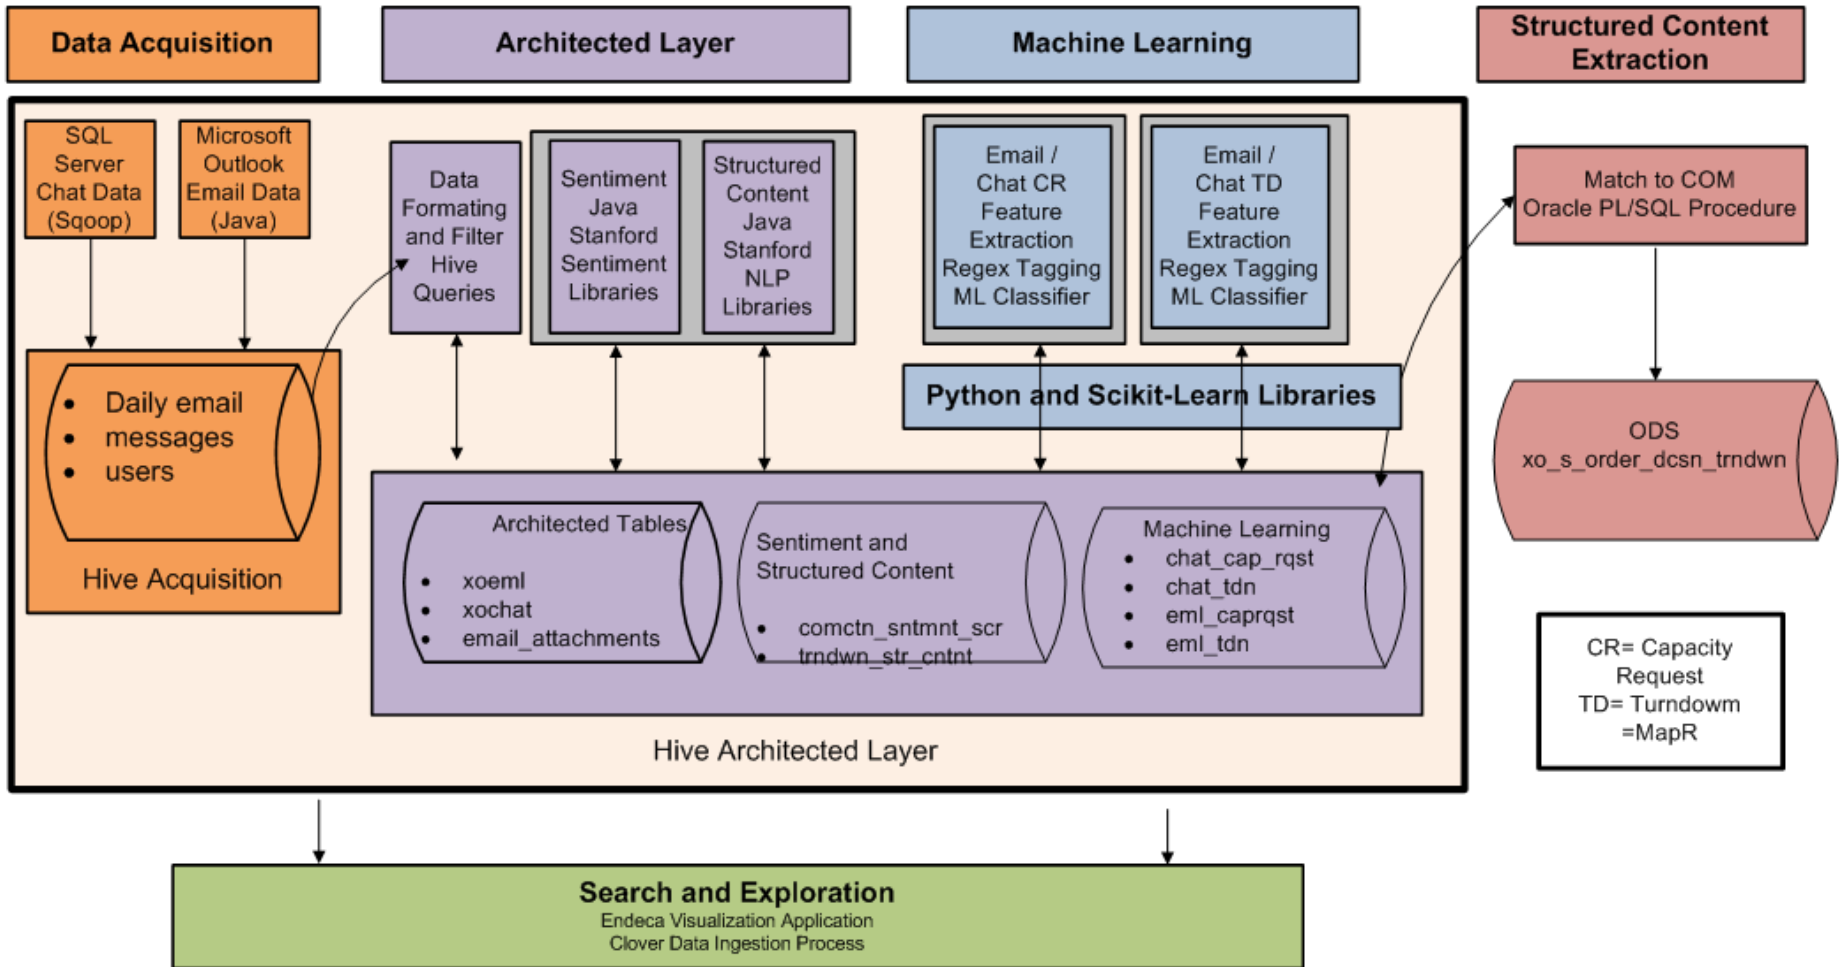 Data Acquisition
Architected Layer
Machine Learning
Structured Content
Extraction
SQL
Server
Chat Data
(Sqoop)
Microsoft
Outlook
Email Data
(Java)
Data
Formating
and Filter
Hive
Queries
Sentiment
Java
Stanford
Sentiment
Libraries
Structured
Content
Java
Stanford
NLP
Libraries
Email /
Chat CR
Feature
Extraction
Regex Tagging
ML Classifier
Email /
Chat TD
Feature
Extraction
Regex Tagging
ML Classifier
Match to COM
Oracle PL/SQL Procedure
Python and Scikit-Learn Libraries
• Daily email
• messages
• users
Hive Acquisition
ODS
xo_s_order_dcsn_trndwn
Architected Tables
• xoeml
• xochat
• email_attachments
Sentiment and
Structured Content
• comctn_sntmnt_scr
• trndwn_str_cntnt
Machine Learning
• chat_cap_rqst
• chat_tdn
• eml_caprqst
• eml_tdn
Hive Architected Layer
CR= Capacity
Request
TD= Turndowm
=MapR
Search and Exploration
Endeca Visualization Application
Clover Data Ingestion Process